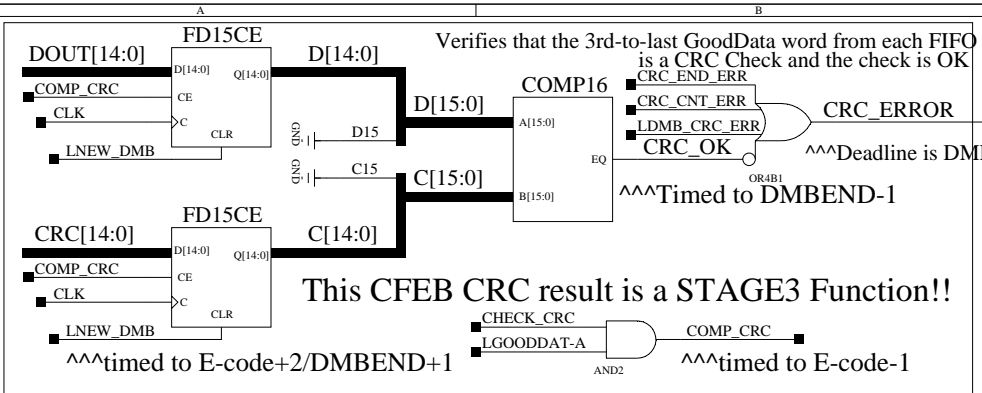 A
B
FD15CE
DOUT[14:0]
D[14:0]
D[14:0]
Q[14:0]
COMP_CRC
CE
CLK
C
CLR
LNEW_DMB
GND
D15
GND
C15
D[15:0]
C[15:0]
COMP16
A[15:0]
EQ
B[15:0]
Verifies that the 3rd-to-last GoodData word from each FIFO
is a CRC Check and the check is OK
CRC_END_ERR
CRC_CNT_ERR
LDMB_CRC_ERR
CRC_OK
CRC_ERROR
OR4B1
^^^Deadline is DM
^^^Timed to DMBEND-1
FD15CE
CRC[14:0]
C[14:0]
D[14:0]
Q[14:0]
COMP_CRC
CE
CLK
C
CLR
LNEW_DMB
^^^timed to E-code+2/DMBEND+1
This CFEB CRC result is a STAGE3 Function!!
CHECK_CRC
LGOODDAT-A
AND2
COMP_CRC
^^^timed to E-code-1